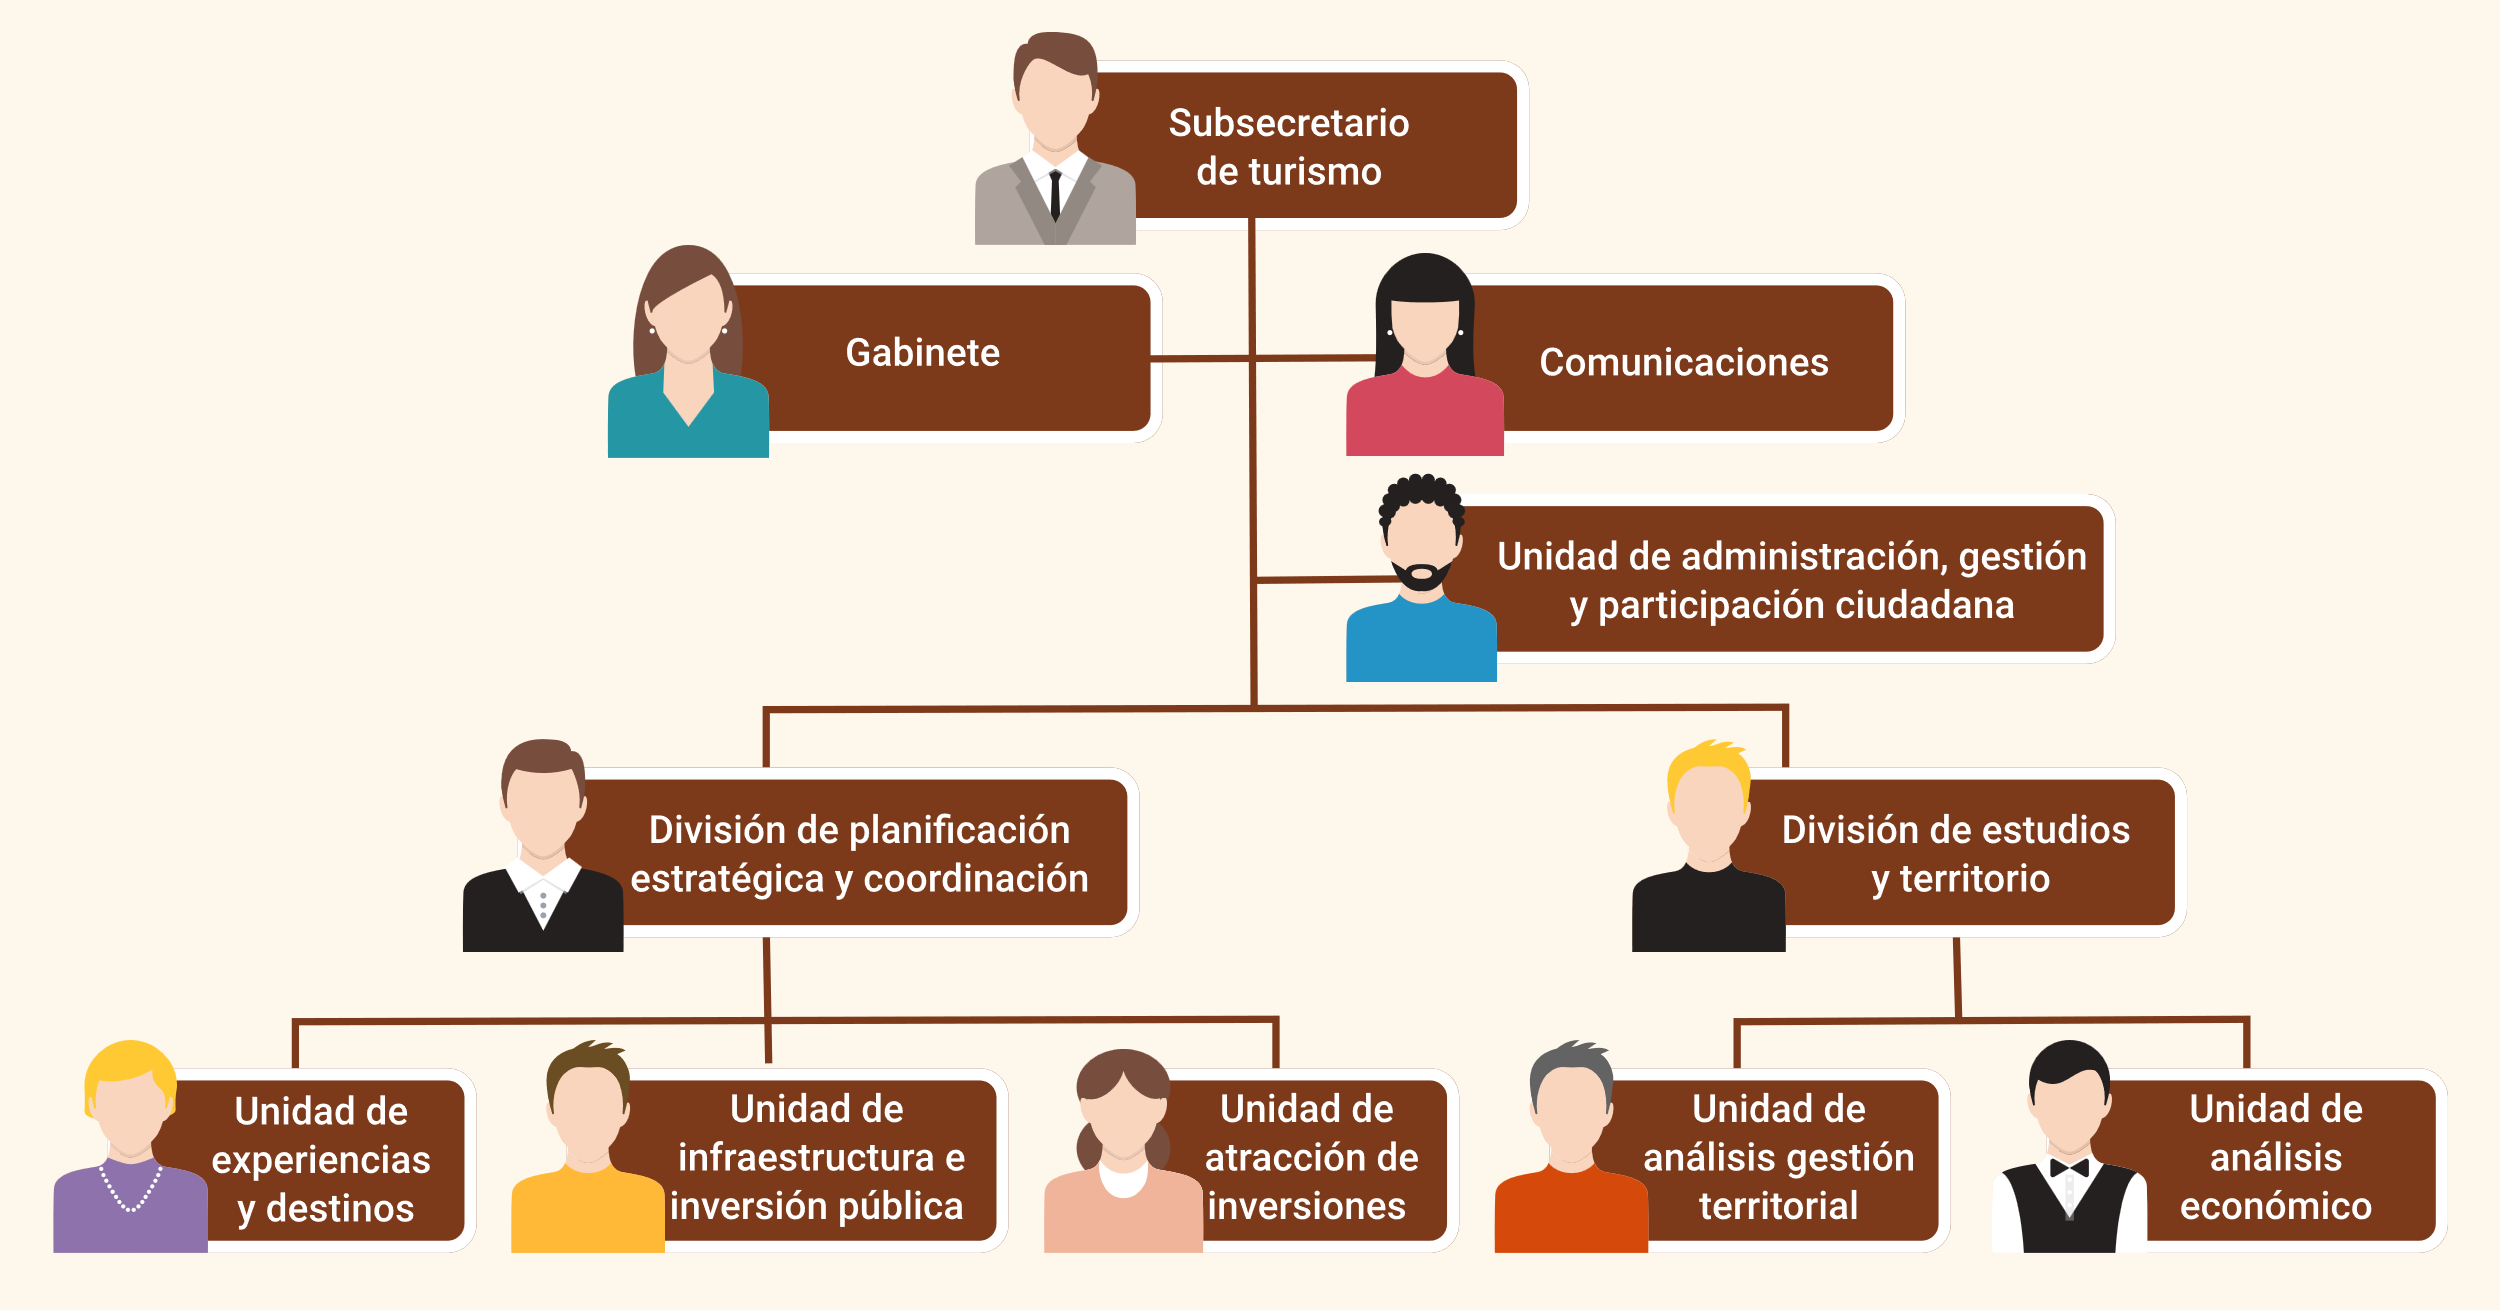 Subsecretario
de turismo
Gabinete
Comunicaciones
Unidad de administración, gestión
y participación ciudadana
División de planificación
estratégica y coordinación
División de estudios
y territorio
Unidad de
experiencias
y destinos
Unidad de
infraestructura e
inversión pública
Unidad de
atracción de
inversiones
Unidad de
análisis gestión
territorial
Unidad de
análisis
económico